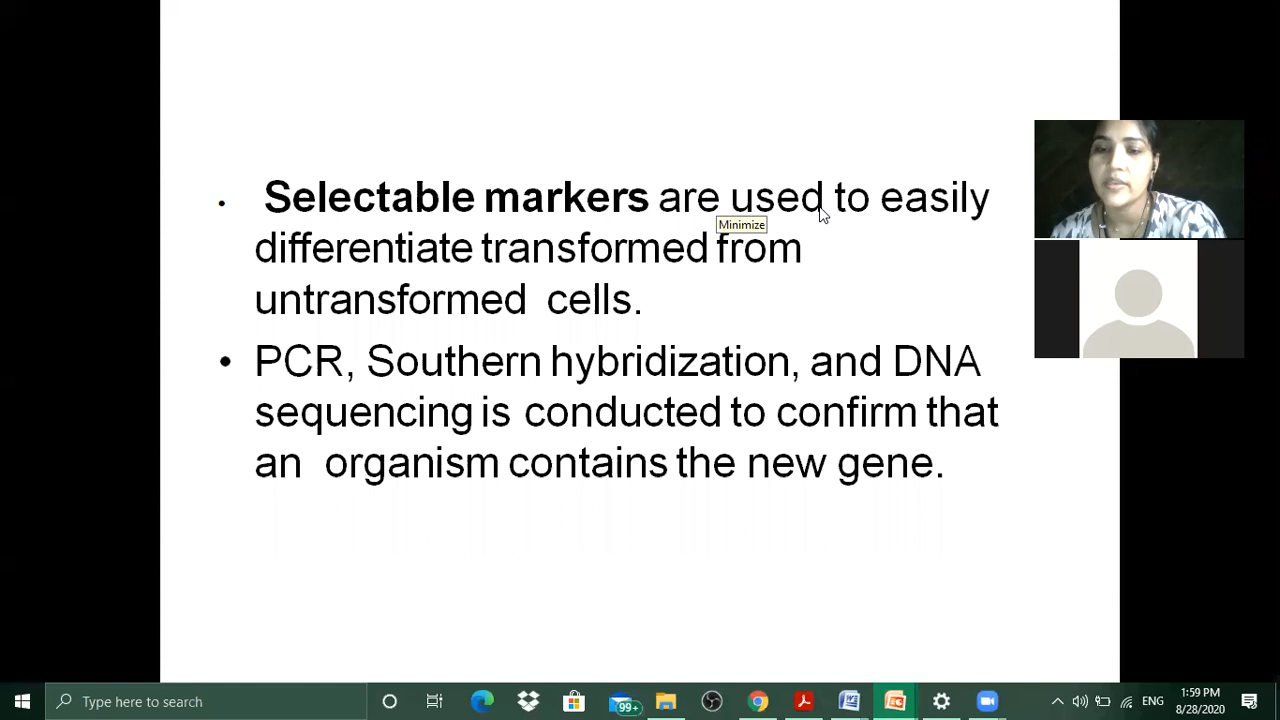 • Selectable markers are used to easily
Minimize
differentiate transformed from
untransformed cells.
• PCR, Southern hybridization, and DNA
sequencing is conducted to confirm that
an organism contains the new gene.
Type here to search
99+
ENG
1:59 PM
8/28/2020